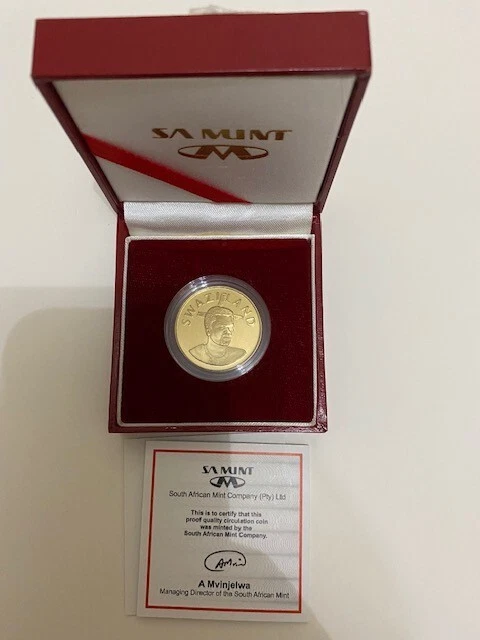 SA MINT
SWAZILAND
SA MINT
South African Mint Company (Pty) Ltd
This is to certify that this
proof quality circulation coin
was minted by the
South African Mint Company.
A Mvinjelwa
Managing Director of the South African Mint